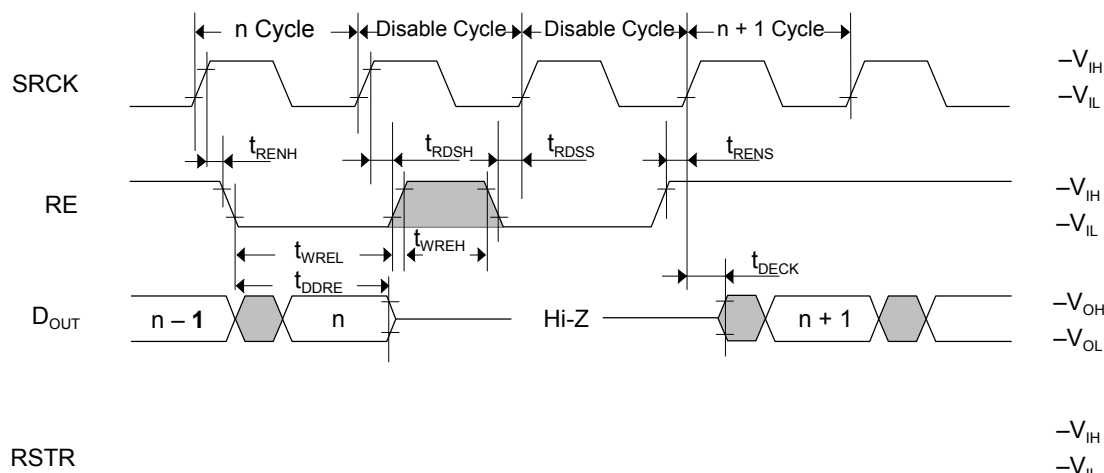 n Cycle Disable Cycle Disable Cycle n + 1 Cycle
SRCK
–VIH
–VIL
tRENH tRDSH tRDSS tRENS
RE
–VIH
–VIL
tWREL tWREH
tDDRE
tDECK
DOUT
n – 1 n Hi-Z n + 1
–VOH
–VOL
RSTR
–VIH
–VIL